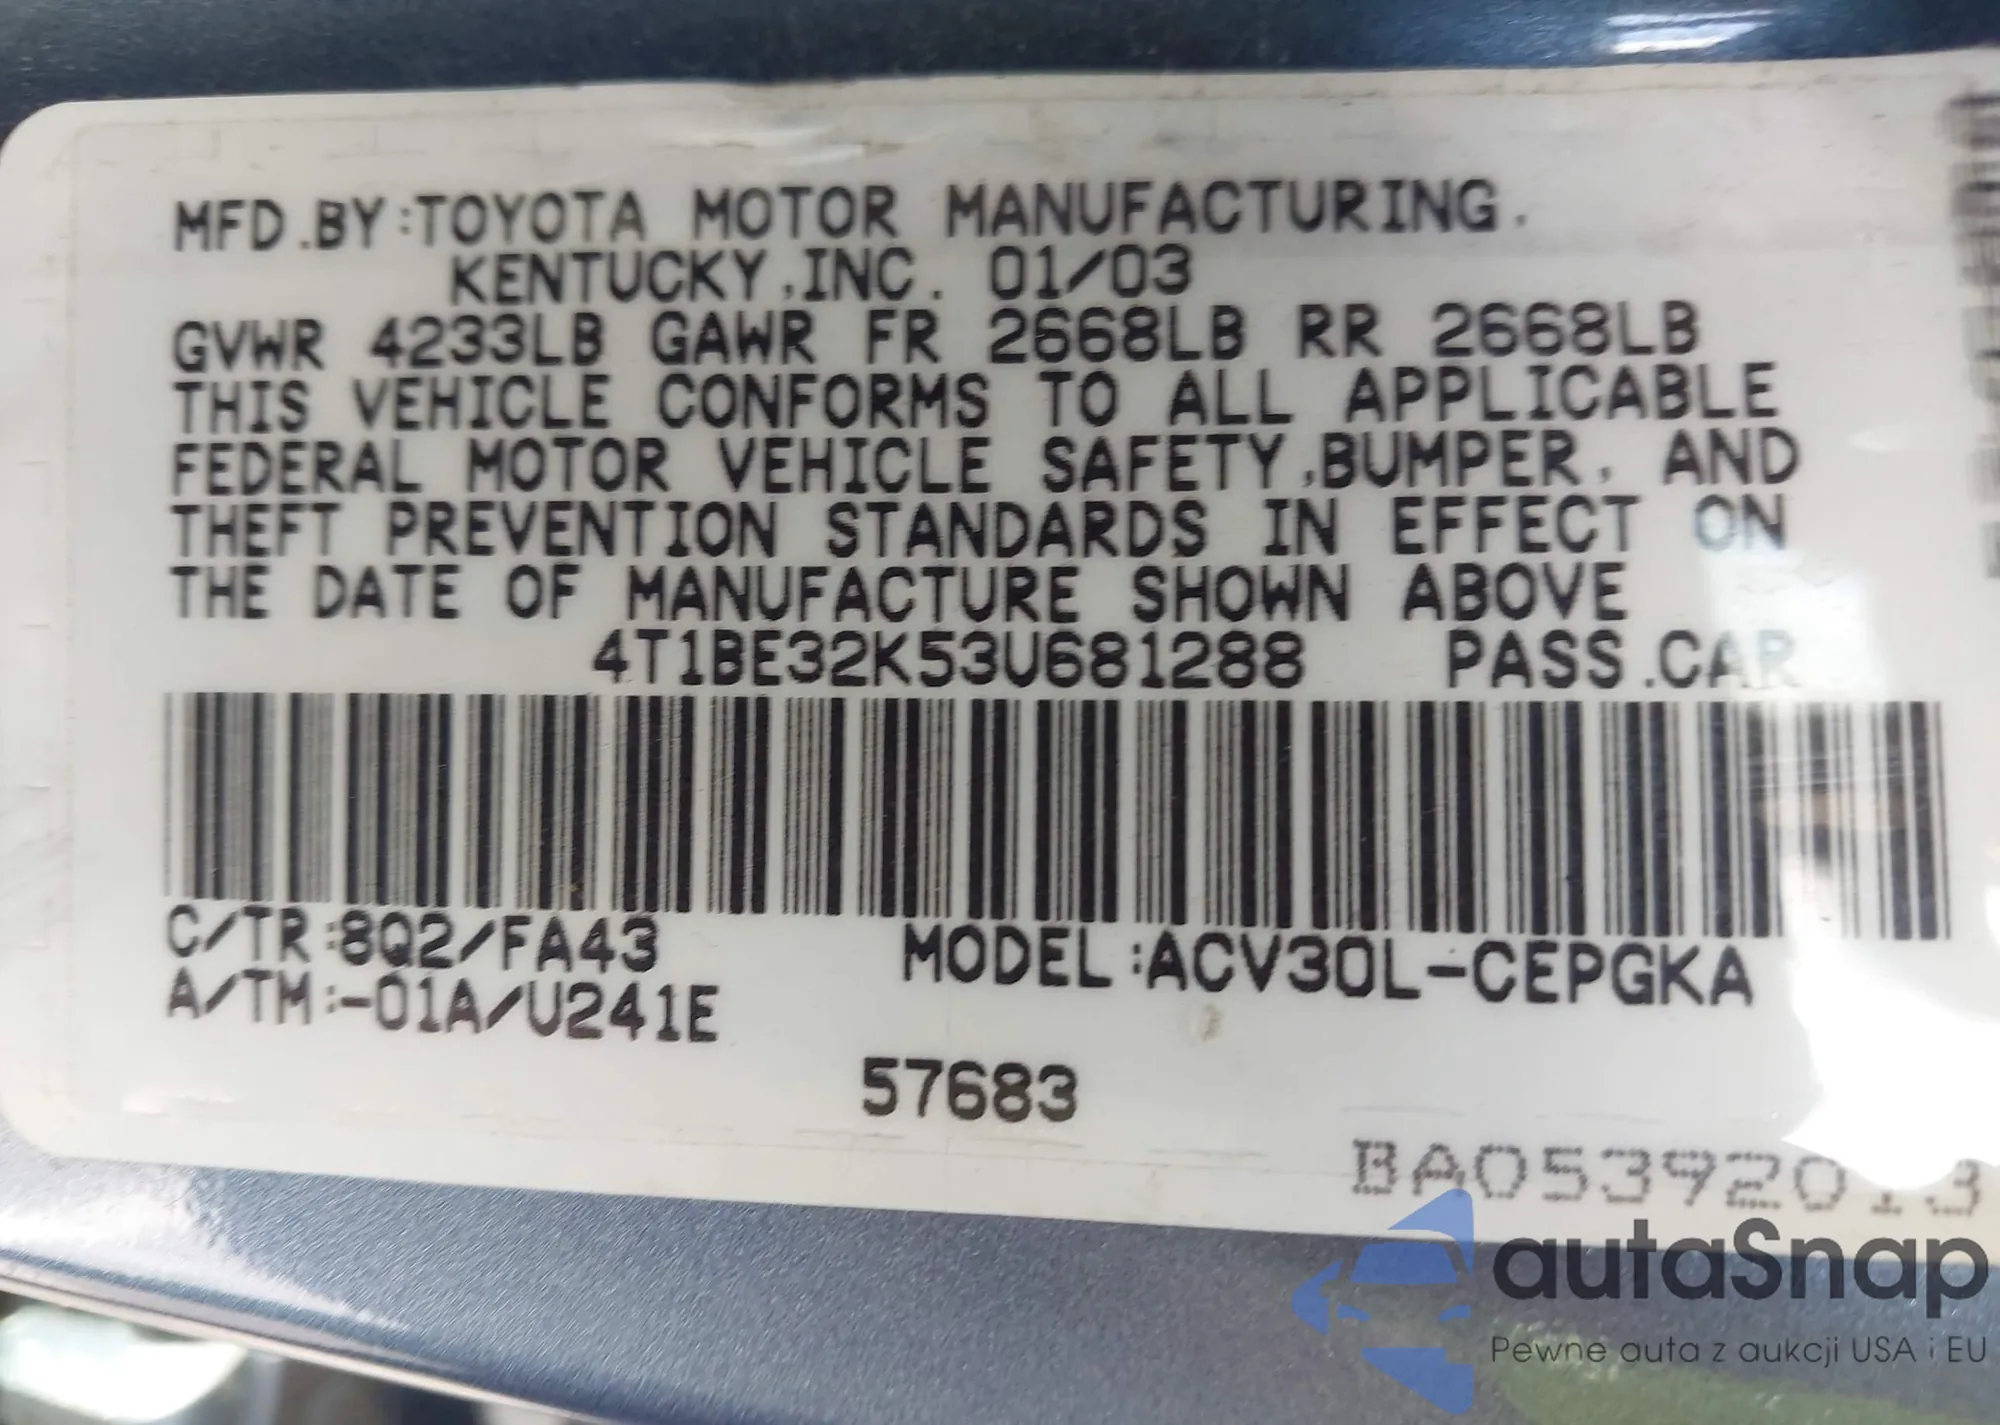 MFD.BY:TOYOTA MOTOR MANUFACTURING,
KENTUCKY,INC. 01/03
GVWR 4233LB GAWR FR 2668LB RR 2668LB
THIS VEHICLE CONFORMS TO ALL APPLICABLE
FEDERAL MOTOR VEHICLE SAFETY,BUMPER, AND
THEFT PREVENTION STANDARDS IN EFFECT ON
THE DATE OF MANUFACTURE SHOWN ABOVE
4T1BE32K53U681288 PASS.CAR
C/TR:8Q2/FA43 MODEL:ACV30L-CEPGKA
A/TM:-01A/U241E
57683
BA05392013
autaSnap
Pewne auta z aukcji USA i EU